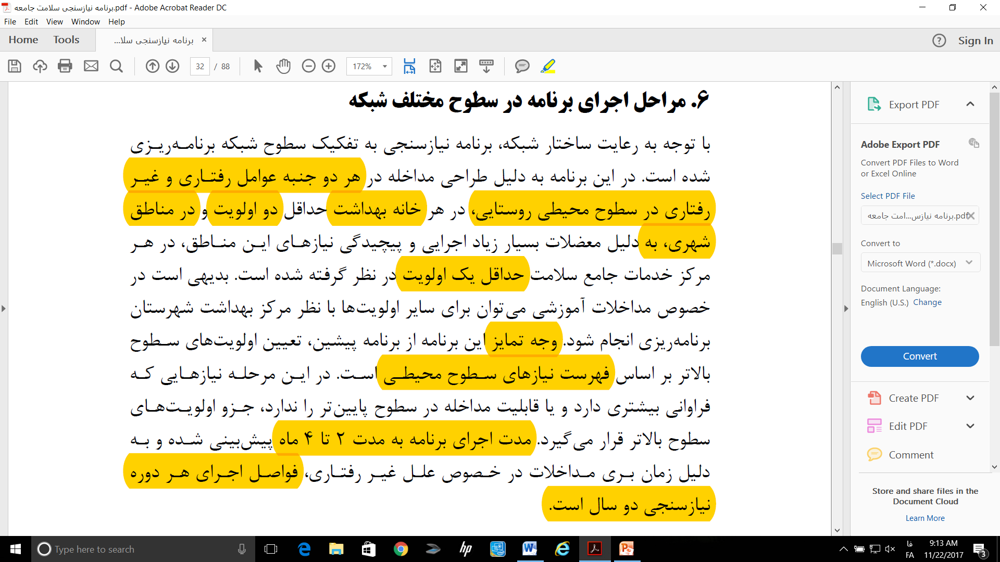 برنامه نیازسنجی سلامت جامعه.pdf - Adobe Acrobat Reader DC
File Edit View Window Help
Home Tools برنامه نیازسنجی سلا... × ? Sign In
32 / 88 172%
۶. مراحل اجرای برنامه در سطوح مختلف شبکه
با توجه به رعایت ساختار شبکه، برنامه نیازسنجی به تفکیک سطوح شبکه برنامه‌ریزی
شده است. در این برنامه به دلیل طراحی مداخله در هر دو جنبه عوامل رفتاری و غیر
رفتاری در سطوح محیطی روستایی، در هر خانه بهداشت حداقل دو اولویت و در مناطق
شهری، به دلیل معضلات بسیار زیاد اجرایی و پیچیدگی نیازهای این مناطق، در هر
مرکز خدمات جامع سلامت حداقل یک اولویت در نظر گرفته شده است. بدیهی است در
خصوص مداخلات آموزشی می‌توان برای سایر اولویت‌ها با نظر مرکز بهداشت شهرستان
برنامه‌ریزی انجام شود. وجه تمایز این برنامه از برنامه پیشین، تعیین اولویت‌های سطوح
بالاتر بر اساس فهرست نیازهای سطوح محیطی است. در این مرحله نیازهایی که
فراوانی بیشتری دارد و یا قابلیت مداخله در سطوح پایین‌تر را ندارد، جزو اولویت‌های
سطوح بالاتر قرار می‌گیرد. مدت اجرای برنامه به مدت ۲ تا ۴ ماه پیش‌بینی شده و به
دلیل زمان بری مداخلات در خصوص علل غیر رفتاری، فواصل اجرای هر دوره
نیازسنجی دو سال است.
Export PDF
Adobe Export PDF
Convert PDF Files to Word
or Excel Online
Select PDF File
برنامه نیازس...امت جامعه.pdf
Convert to
Microsoft Word (*.docx)
Document Language:
English (U.S.) Change
Convert
Create PDF
Edit PDF
Comment
Store and share files in the
Document Cloud
Learn More
Type here to search
hp
فا
FA
9:13 AM
11/22/2017
3